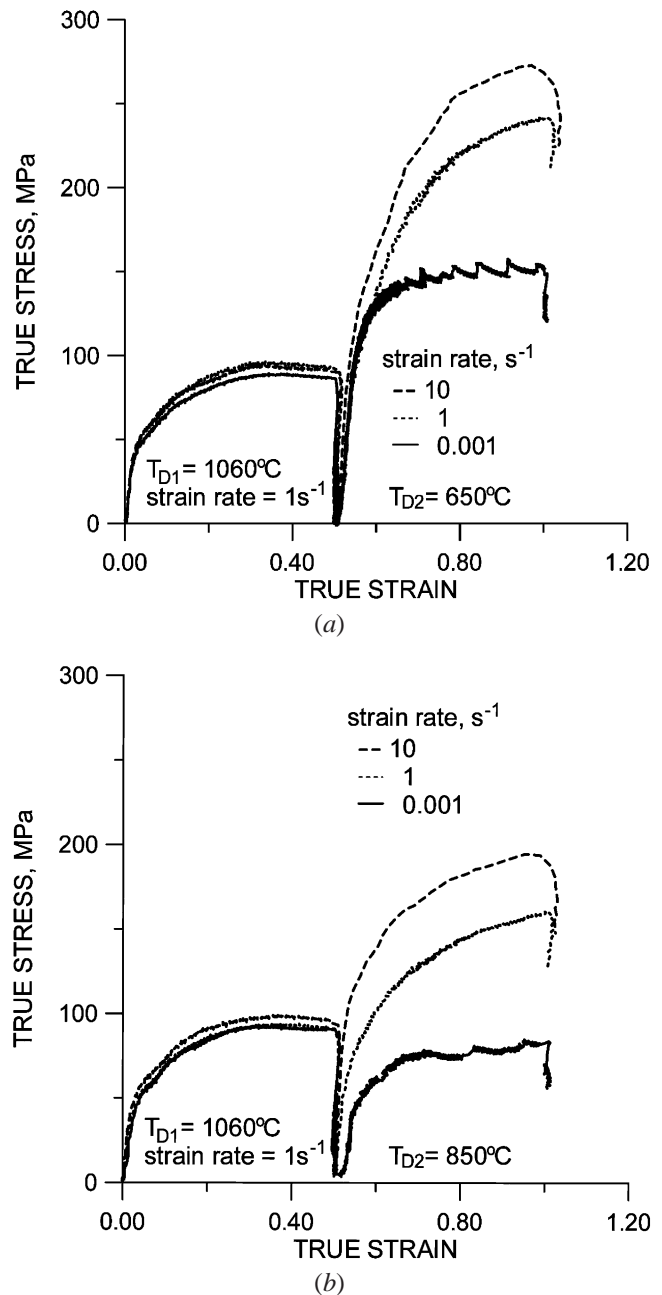 300
200
100
0
TRUE STRESS, MPa
strain rate, s-1
10
1
0.001
TD1= 1060ºC
strain rate = 1s-1
TD2= 650ºC
0.00
0.40
0.80
1.20
TRUE STRAIN
(a)
300
200
100
0
TRUE STRESS, MPa
strain rate, s-1
10
1
0.001
TD1= 1060ºC
strain rate = 1s-1
TD2= 850ºC
0.00
0.40
0.80
1.20
TRUE STRAIN
(b)